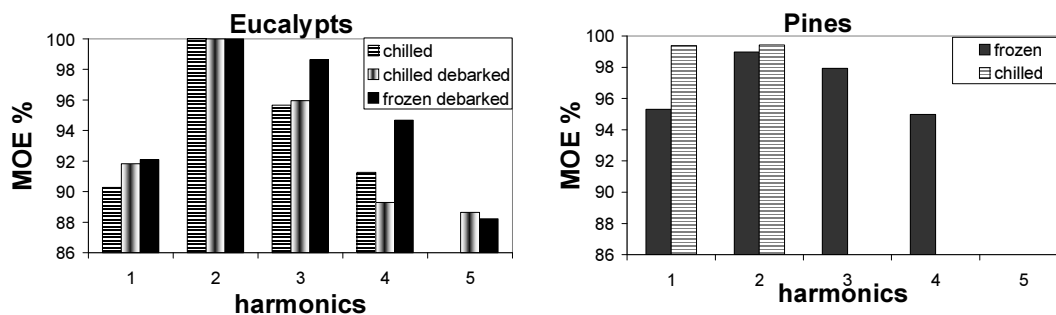 Eucalypts
MOE %
100
98
96
94
92
90
88
86
chilled
chilled debarked
frozen debarked
1 2 3 4 5
harmonics
Pines
MOE %
100
98
96
94
92
90
88
86
frozen
chilled
1 2 3 4 5
harmonics